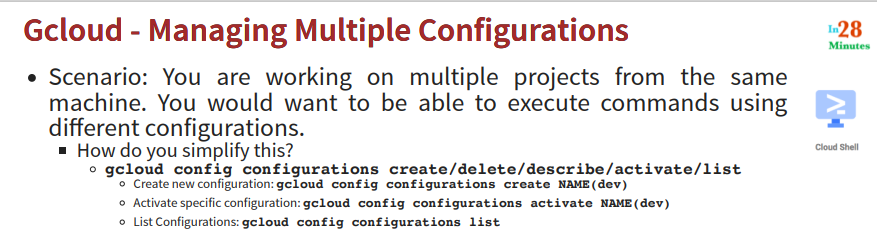 Gcloud - Managing Multiple Configurations
In28
Minutes
• Scenario: You are working on multiple projects from the same
machine. You would want to be able to execute commands using
different configurations.
▪ How do you simplify this?
gcloud config configurations create/delete/describe/activate/list
Create new configuration: gcloud config configurations create NAME(dev)
Activate specific configuration: gcloud config configurations activate NAME(dev)
List Configurations: gcloud config configurations list
Cloud Shell